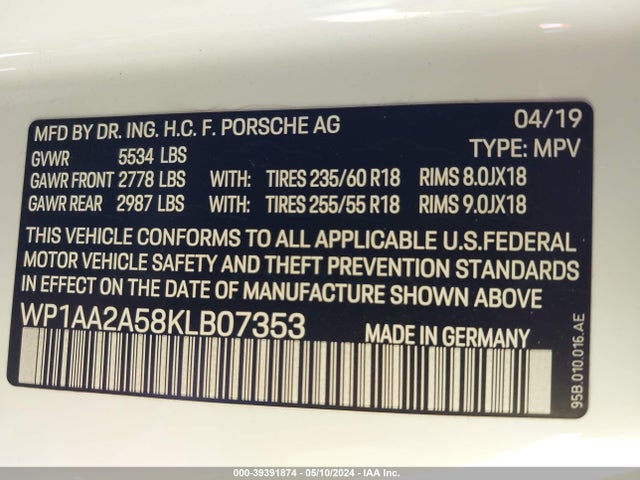 MFD BY DR. ING. H.C. F. PORSCHE AG 04/19
GVWR 5534 LBS TYPE: MPV
GAWR FRONT 2778 LBS WITH: TIRES 235/60 R18 RIMS 8.0JX18
GAWR REAR 2987 LBS WITH: TIRES 255/55 R18 RIMS 9.0JX18
THIS VEHICLE CONFORMS TO ALL APPLICABLE U.S.FEDERAL
MOTOR VEHICLE SAFETY AND THEFT PREVENTION STANDARDS
IN EFFECT ON THE DATE OF MANUFACTURE SHOWN ABOVE
WP1AA2A58KLB07353 MADE IN GERMANY
95B.010.016.AE
00-39391874 / 05/10/2024 / IAA Inc.